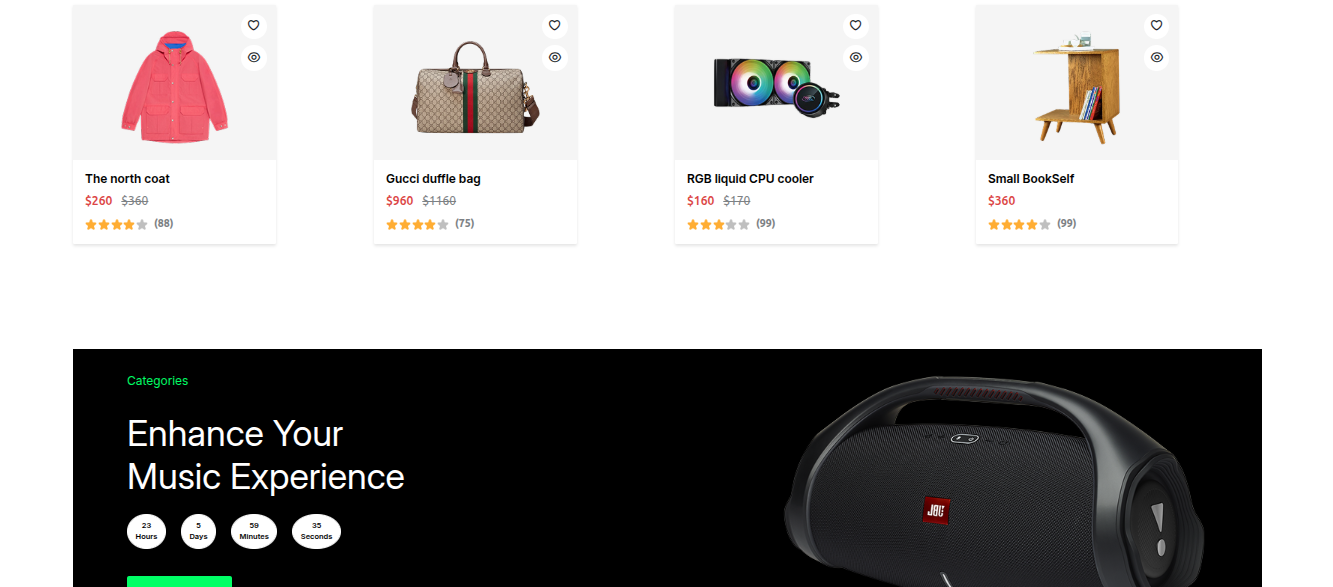 The north coat
$260 $360
(88)
Gucci duffle bag
$960 $1160
(75)
RGB liquid CPU cooler
$160 $170
(99)
Small BookSelf
$360
(99)
Categories
Enhance Your
Music Experience
23 Hours
5 Days
59 Minutes
35 Seconds
JBL